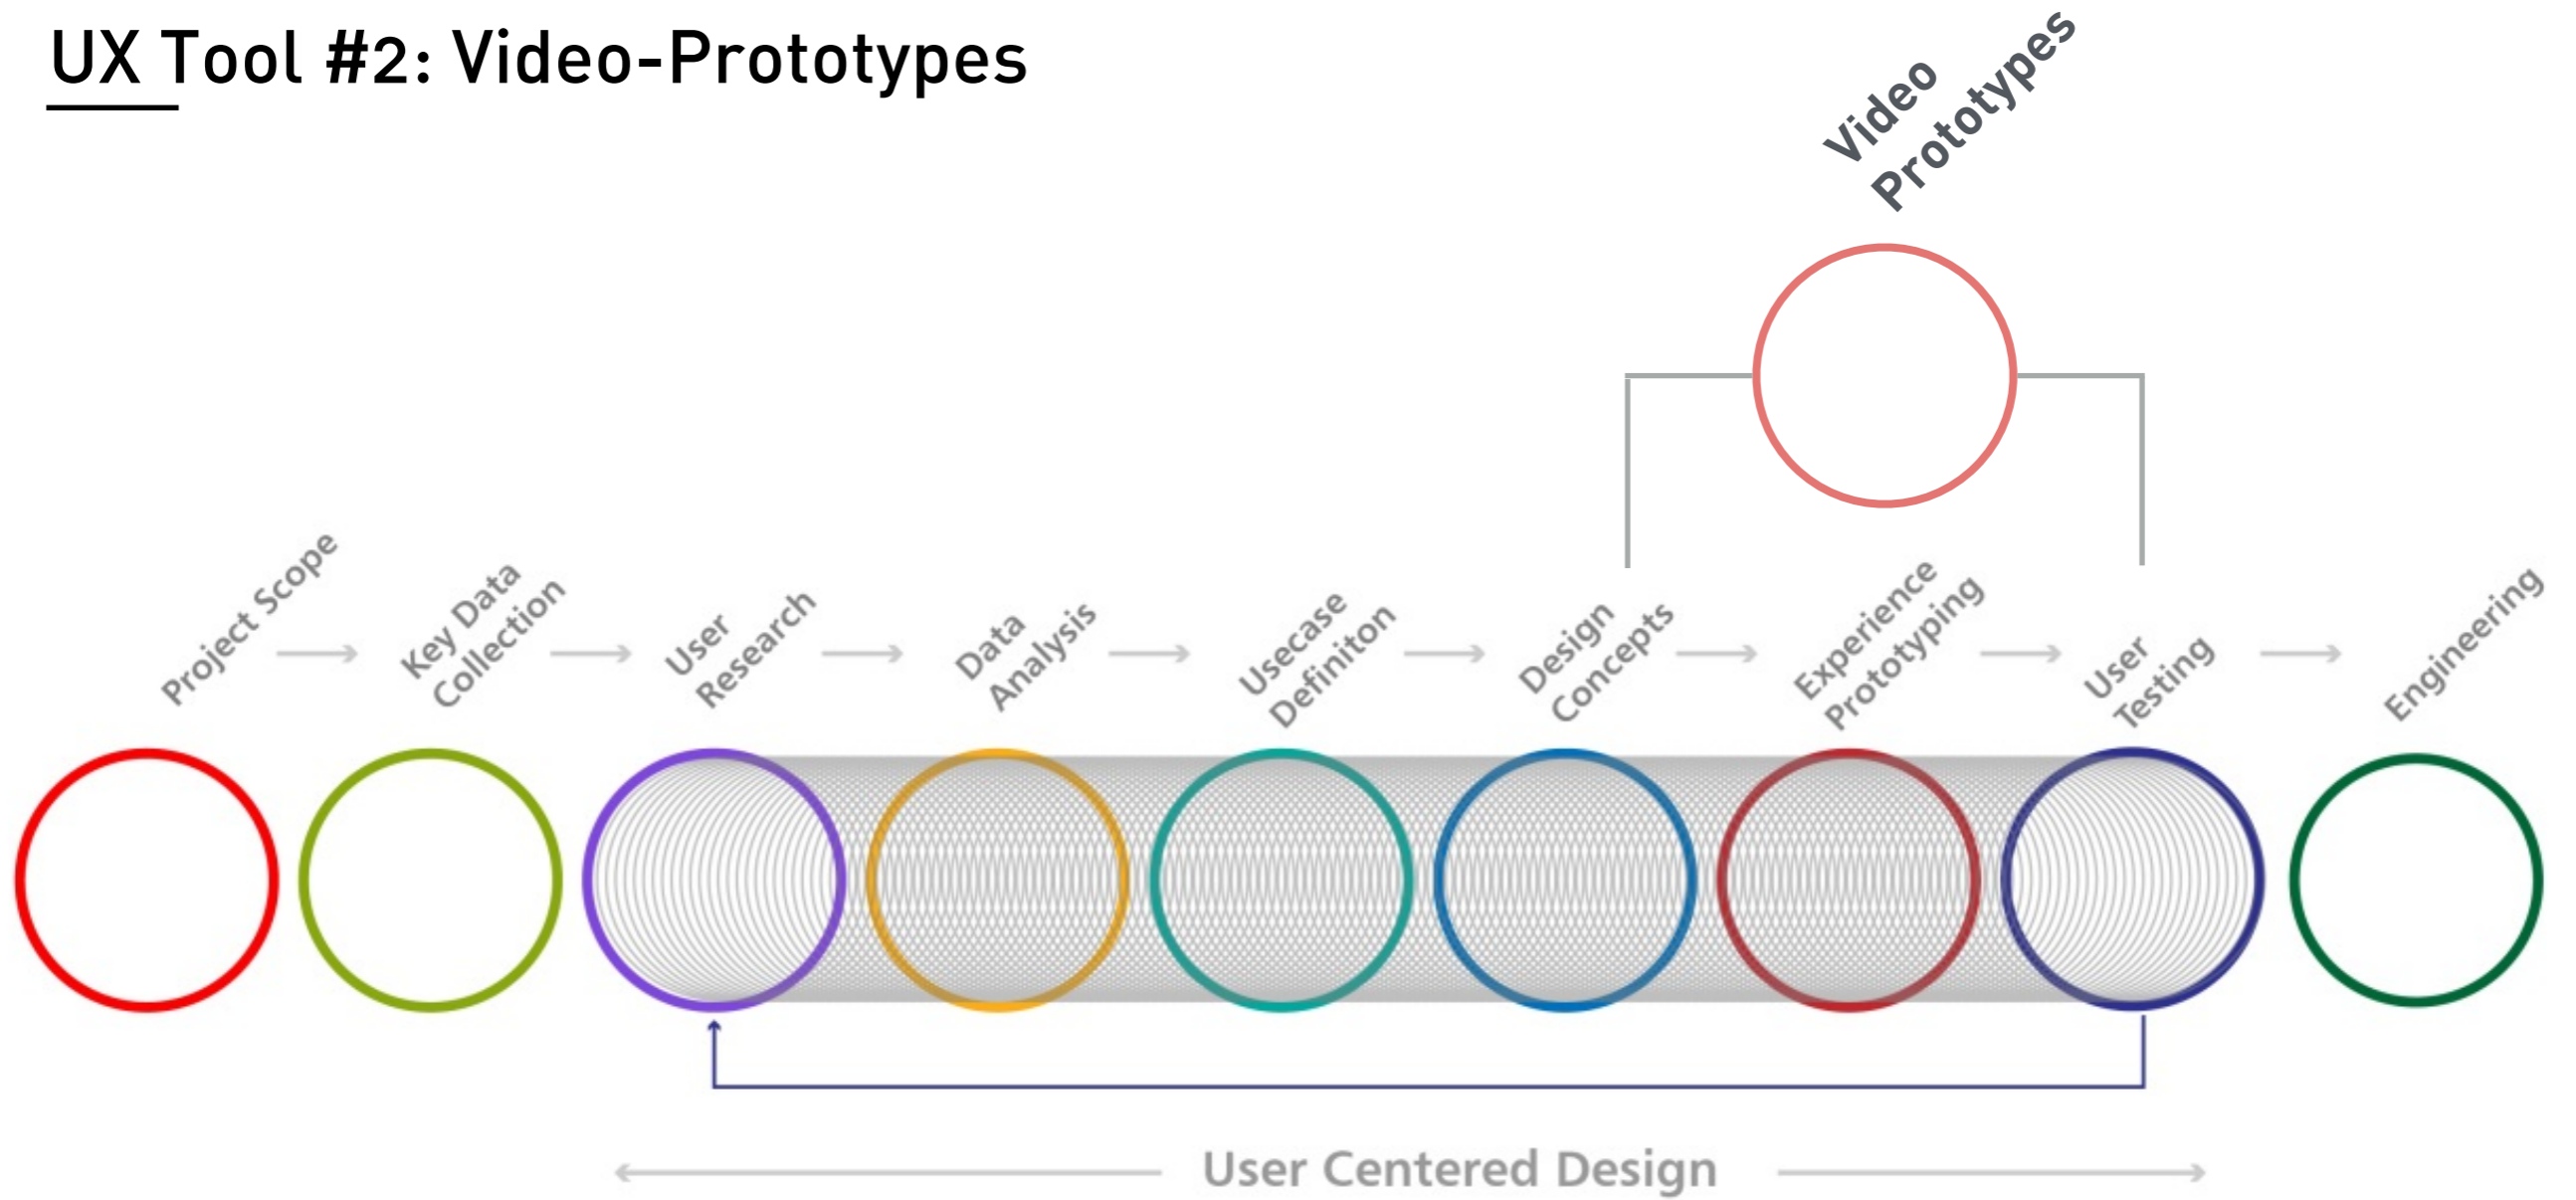 UX Tool #2: Video-Prototypes
Video
Prototypes
Project Scope
Key Data
Collection
User
Research
Data
Analysis
Usecase
Definiton
Design
Concepts
Experience
Prototyping
User
Testing
Engineering
User Centered Design